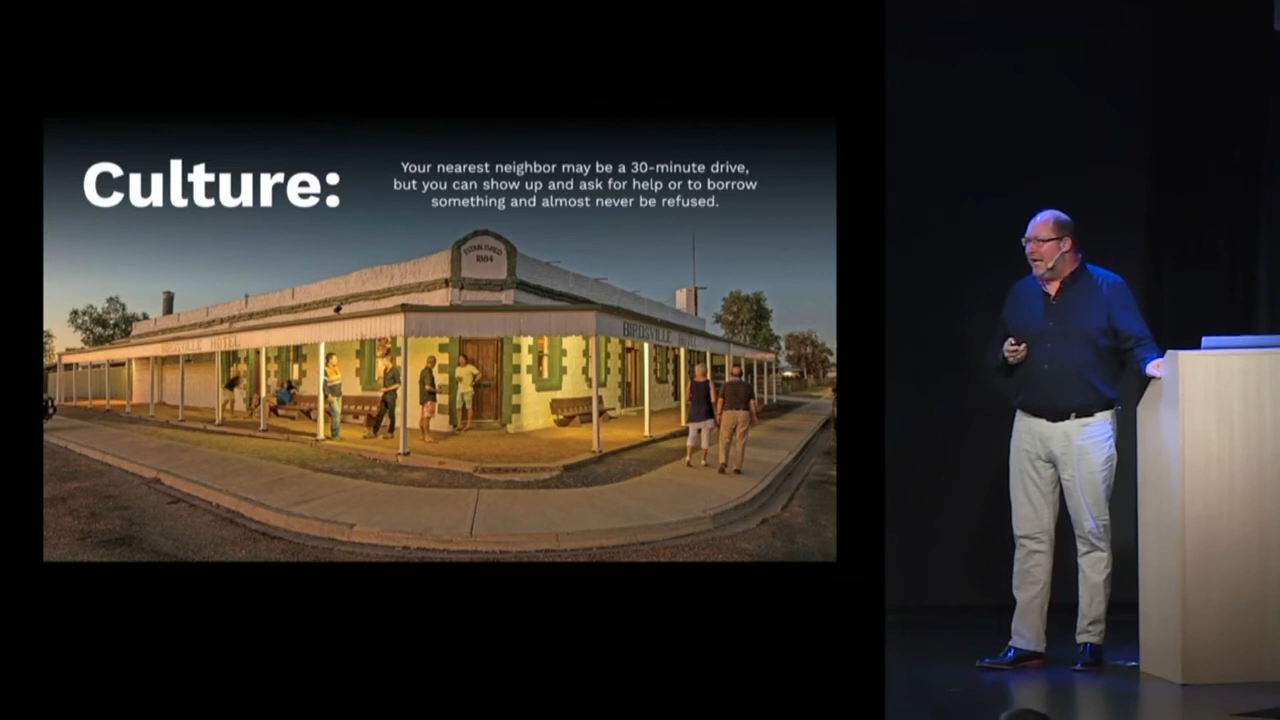 Culture:
Your nearest neighbor may be a 30-minute drive,
but you can show up and ask for help or to borrow
something and almost never be refused.
ESTABLISHED
1884
BIRDSVILLE HOTEL
BIRDSVILLE HOTEL